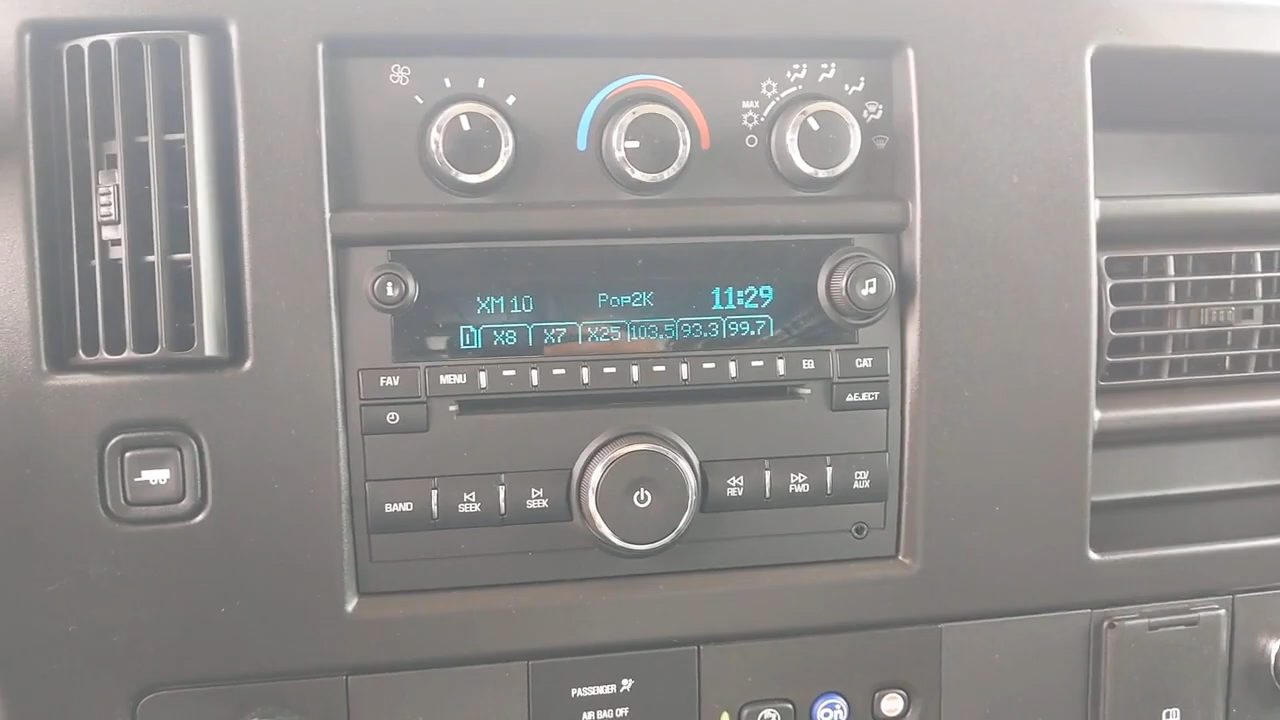 MAX
XM 10 Pop2K 11:29
X8 X7 X25 103.5 93.3 99.7
FAV MENU EQ CAT
EJECT
BAND SEEK SEEK REV FWD CD/
AUX
PASSENGER
AIR BAG OFF
On